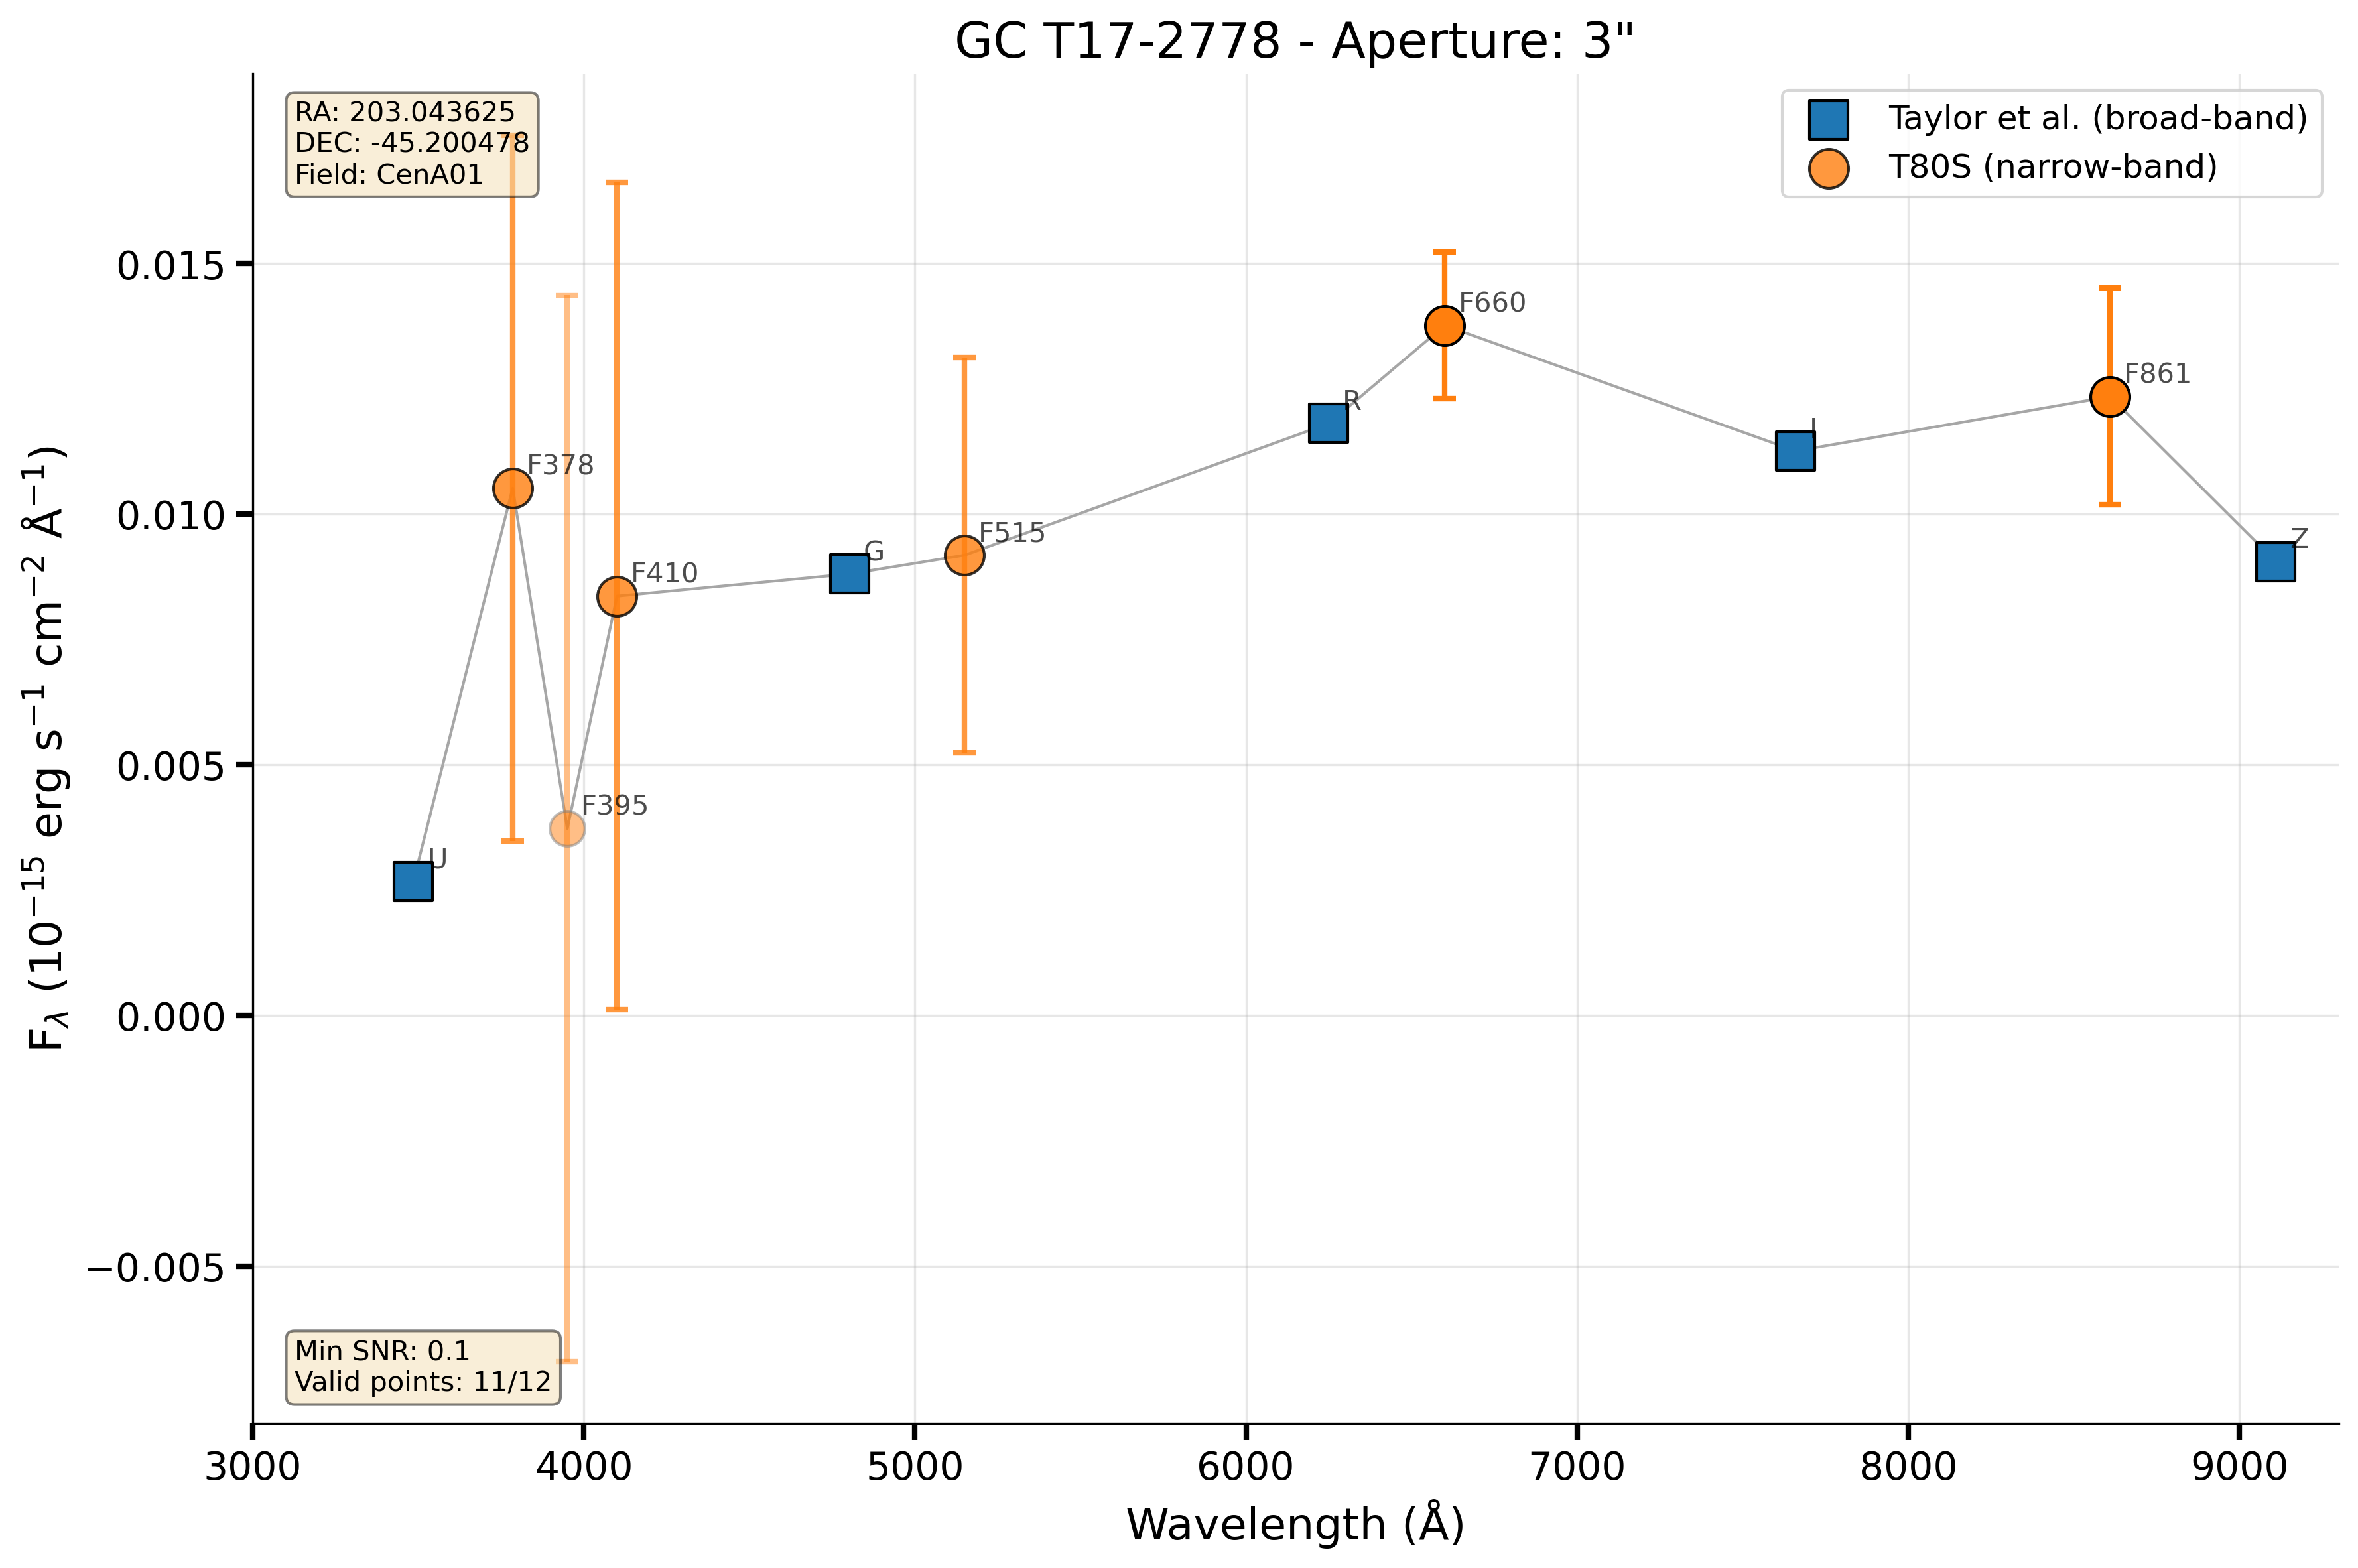 GC T17-2778 - Aperture: 3"
RA: 203.043625
DEC: -45.200478
Field: CenA01
Taylor et al. (broad-band)
T80S (narrow-band)
F660
F861
R
I
F378
G
F515
Z
F410
F395
U
0.015
0.010
0.005
0.000
−0.005
F_λ (10⁻¹⁵ erg s⁻¹ cm⁻² Å⁻¹)
Min SNR: 0.1
Valid points: 11/12
3000 4000 5000 6000 7000 8000 9000
Wavelength (Å)